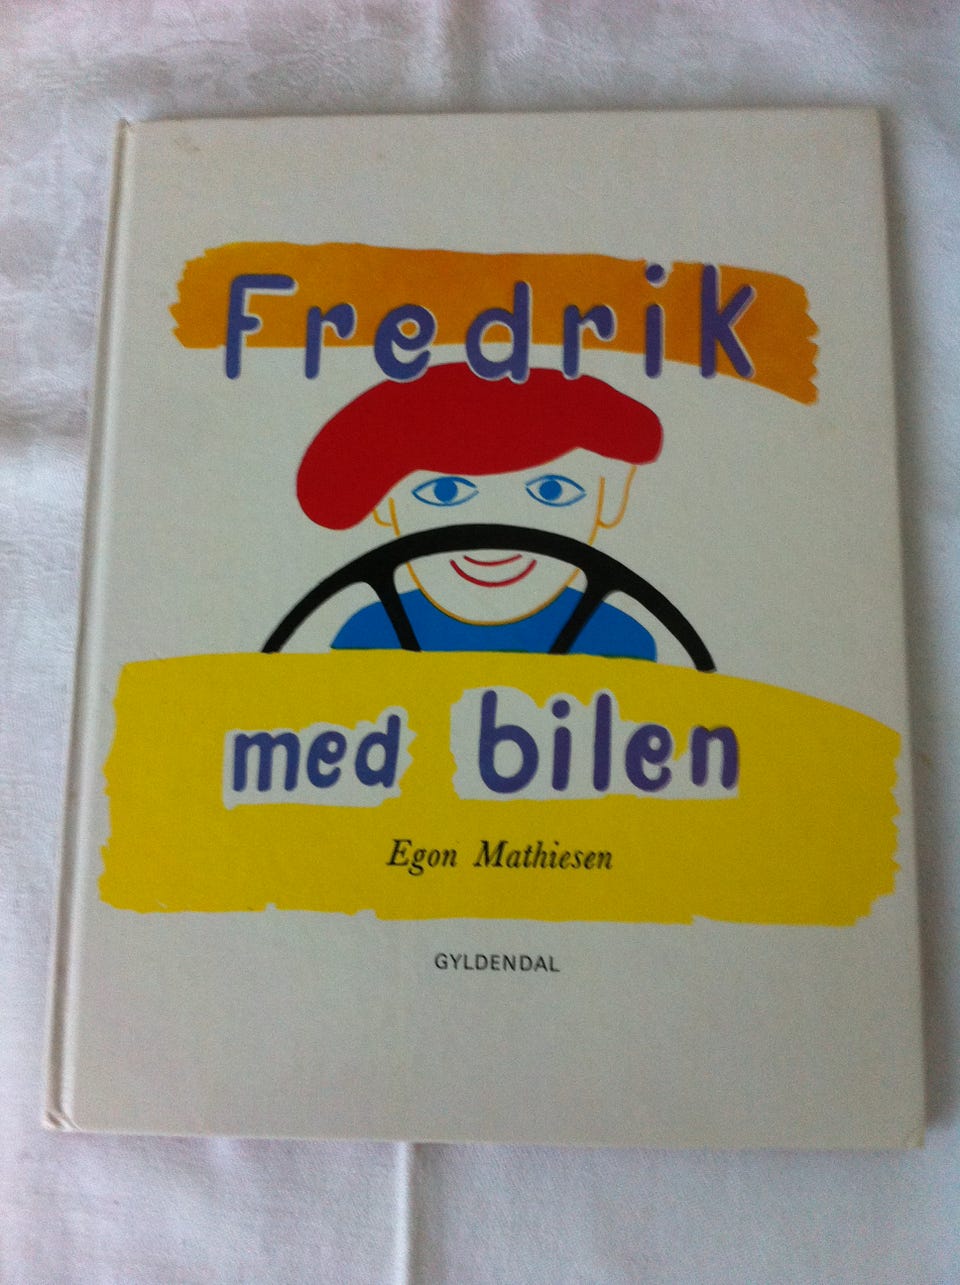 Fredrik
med bilen
Egon Mathiesen
GYLDENDAL